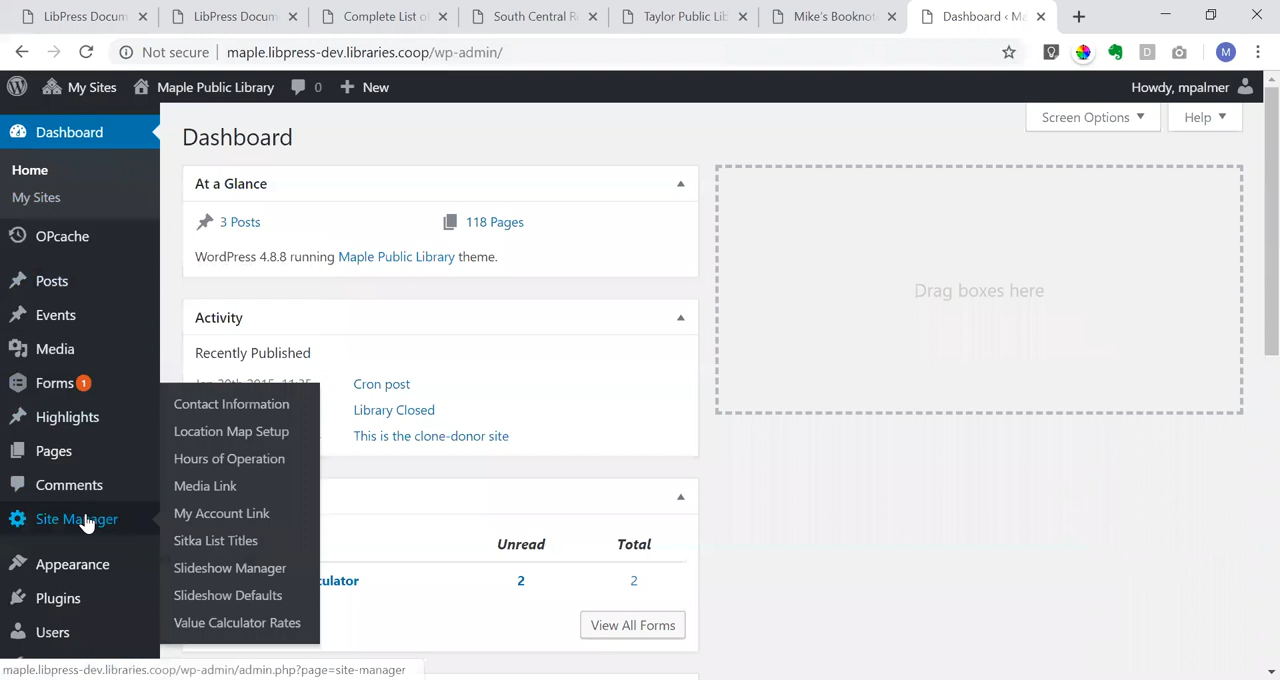 LibPress Docum
LibPress Docum
Complete List o
South Central R
Taylor Public Lib
Mike's Booknot
Dashboard ‹ Ma
Not secure
maple.libpress-dev.libraries.coop/wp-admin/
D
M
My Sites
Maple Public Library
0
New
Howdy, mpalmer
Dashboard
Home
My Sites
OPcache
Posts
Events
Media
Forms 1
Highlights
Pages
Comments
Site Manager
Appearance
Plugins
Users
Contact Information
Location Map Setup
Hours of Operation
Media Link
My Account Link
Sitka List Titles
Slideshow Manager
Slideshow Defaults
Value Calculator Rates
Screen Options
Help
Dashboard
At a Glance
3 Posts
118 Pages
WordPress 4.8.8 running Maple Public Library theme.
Activity
Recently Published
Cron post
Library Closed
This is the clone-donor site
Unread
Total
culator
2
2
View All Forms
Drag boxes here
maple.libpress-dev.libraries.coop/wp-admin/admin.php?page=site-manager